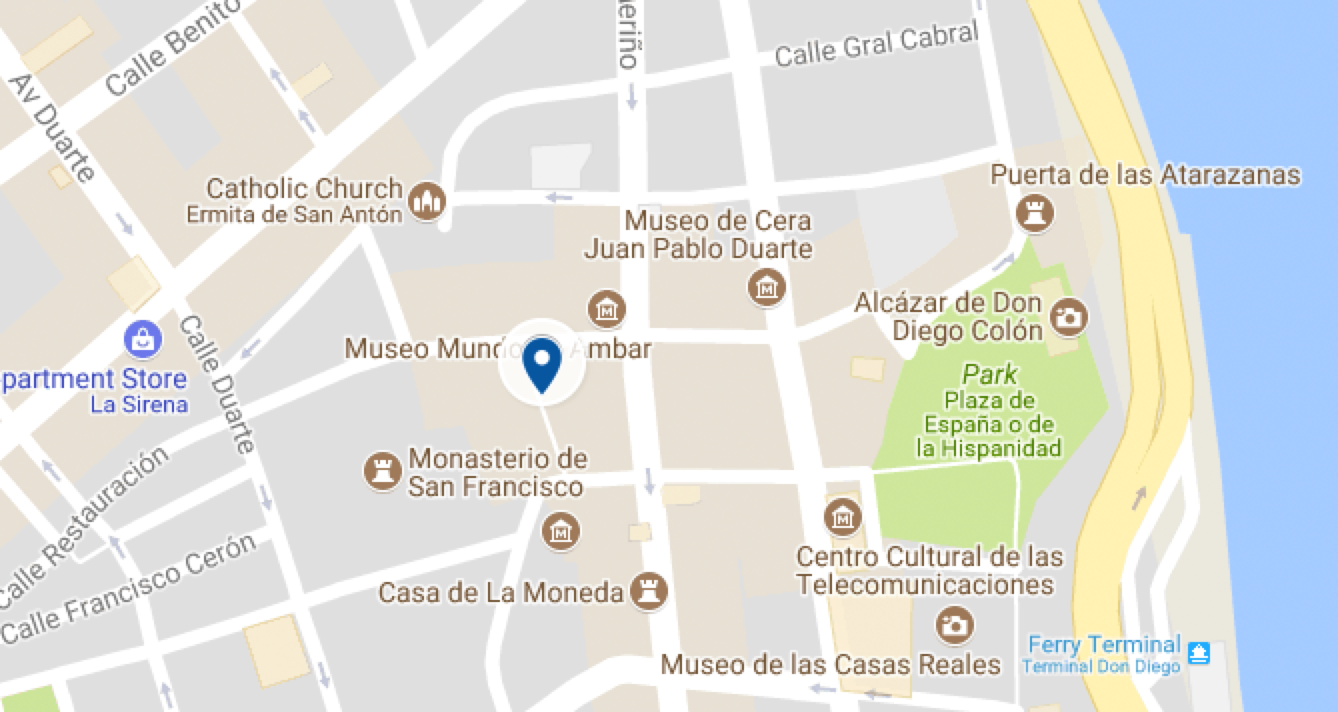 Calle Benito
eriño
Calle Gral Cabral
Av Duarte
Catholic Church
Ermita de San Antón
Puerta de las Atarazanas
Museo de Cera
Juan Pablo Duarte
Alcázar de Don
Diego Colón
Museo Mundo Ambar
Park
Plaza de
España o de
la Hispanidad
partment Store
La Sirena
Calle Duarte
Monasterio de
San Francisco
Calle Restauración
Calle Francisco Cerón
Casa de La Moneda
Centro Cultural de las
Telecomunicaciones
Museo de las Casas Reales
Ferry Terminal
Terminal Don Diego